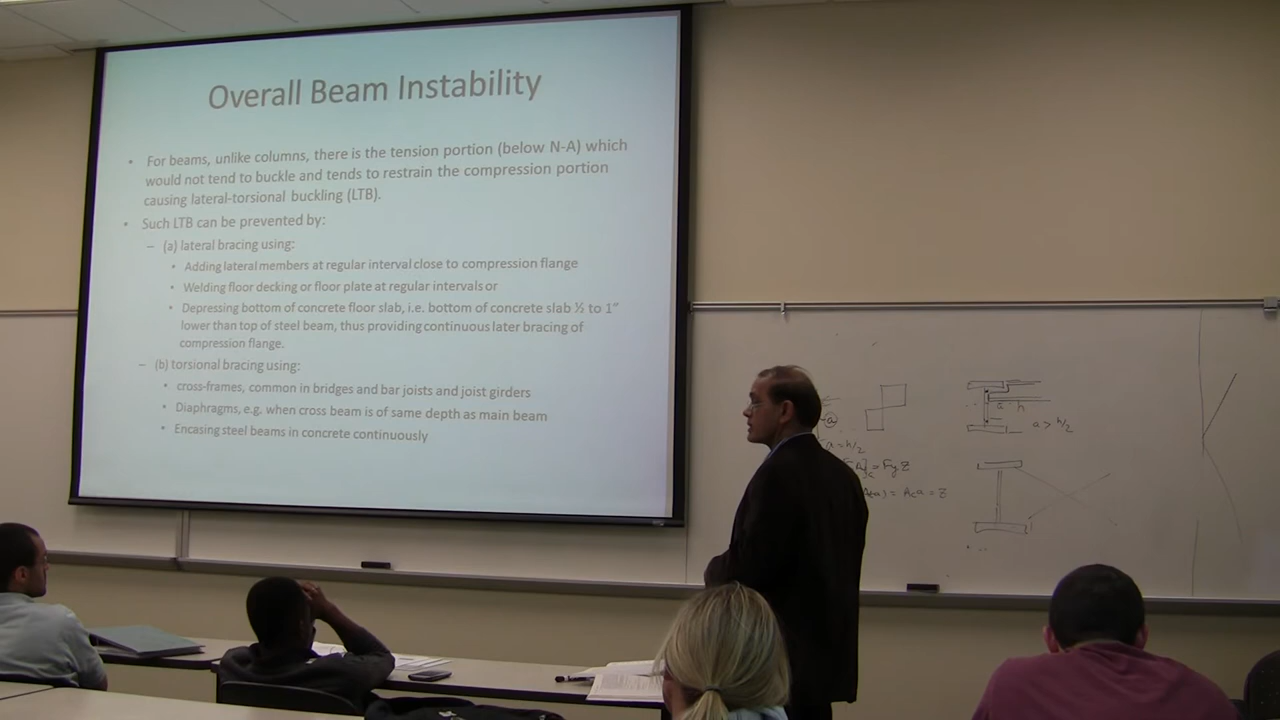 Overall Beam Instability
• For beams, unlike columns, there is the tension portion (below N-A) which
would not tend to buckle and tends to restrain the compression portion
causing lateral-torsional buckling (LTB).
• Such LTB can be prevented by:
– (a) lateral bracing using:
• Adding lateral members at regular interval close to compression flange
• Welding floor decking or floor plate at regular intervals or
• Depressing bottom of concrete floor slab, i.e. bottom of concrete slab ½ to 1"
lower than top of steel beam, thus providing continuous later bracing of
compression flange.
– (b) torsional bracing using:
• cross-frames, common in bridges and bar joists and joist girders
• Diaphragms, e.g. when cross beam is of same depth as main beam
• Encasing steel beams in concrete continuously
a
a h
a > h/2
a = h/2
= Fy Z
= Z